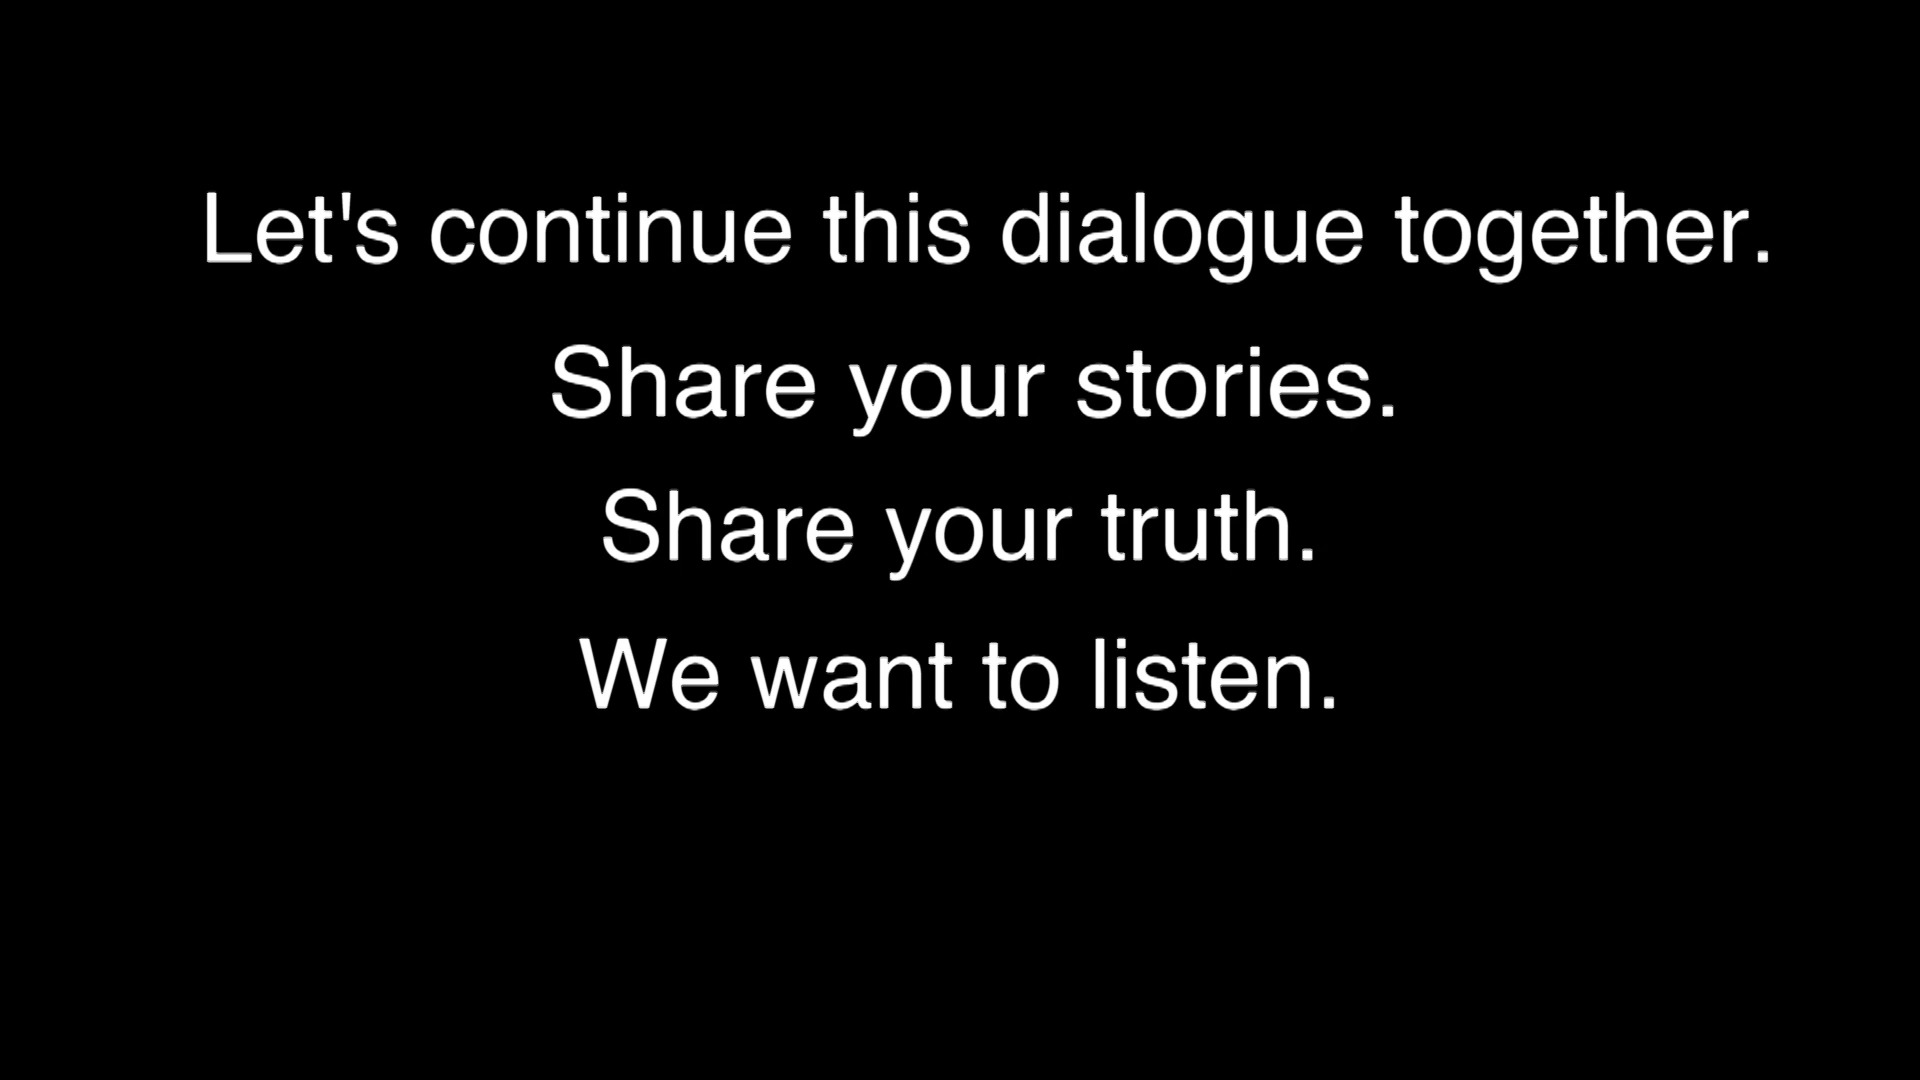 Let's continue this dialogue together.
Share your stories.
Share your truth.
We want to listen.